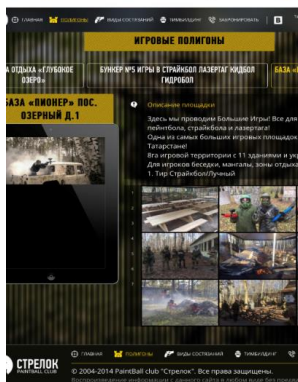 ГЛАВНАЯ ПОЛИГОНЫ ВИДЫ СОСТЯЗАНИЙ ТИМБИЛДИНГ ЗАБРОНИРОВАТЬ В
ИГРОВЫЕ ПОЛИГОНЫ
А ОТДЫХА «ГЛУБОКОЕ ОЗЕРО»
БУНКЕР №5 ИГРЫ В СТРАЙКБОЛ ЛАЗЕРТАГ КИДБОЛ ГИДРОБОЛ
БАЗА
БАЗА «ПИОНЕР» ПОС. ОЗЕРНЫЙ Д.1
Описание площадки
Здесь мы проводим Большие Игры! Все для
пейнтбола, страйкбола и лазертага!
Одна из самых больших игровых площадок
Татарстане!
8га игровой территории с 11 зданиями и ук
Для игроков беседки, мангалы, зоны отдыха
1. Тир Страйкбол/Лучный
ГЛАВНАЯ ПОЛИГОНЫ ВИДЫ СОСТЯЗАНИЙ ТИМБИЛДИНГ
СТРЕЛОК
PAINTBALL CLUB
© 2004-2014 PaintBall club "Стрелок". Все права защищены.